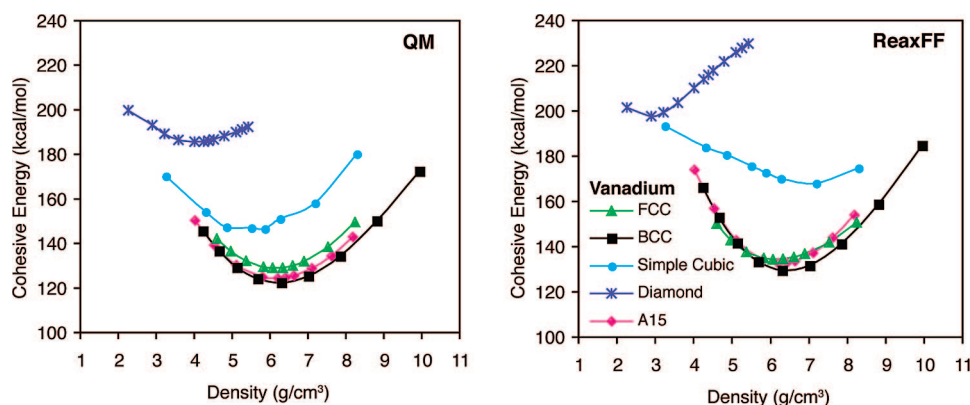 QM
Cohesive Energy (kcal/mol)
240
220
200
180
160
140
120
100
1 2 3 4 5 6 7 8 9 10 11
Density (g/cm³)
ReaxFF
Cohesive Energy (kcal/mol)
240
220
200
180
160
140
120
100
Vanadium
FCC
BCC
Simple Cubic
Diamond
A15
1 2 3 4 5 6 7 8 9 10 11
Density (g/cm³)